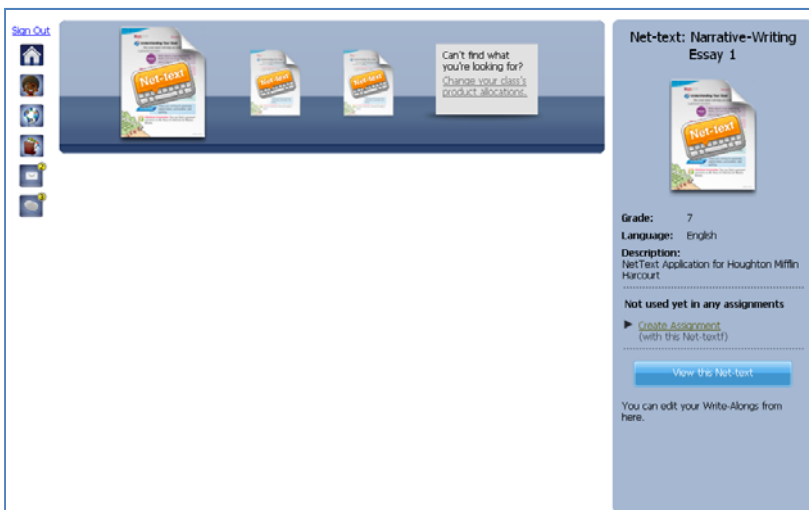 Sign Out
2
Net-text
Net-text
Net-text
Can't find what
you're looking for?
Change your class's
product allocations.
Net-text: Narrative-Writing
Essay 1
Net-text
Grade: 7
Language: English
Description:
NetText Application for Houghton Mifflin
Harcourt
Not used yet in any assignments
Create Assignment
(with this Net-textf)
View this Net-text
You can edit your Write-Alongs from
here.